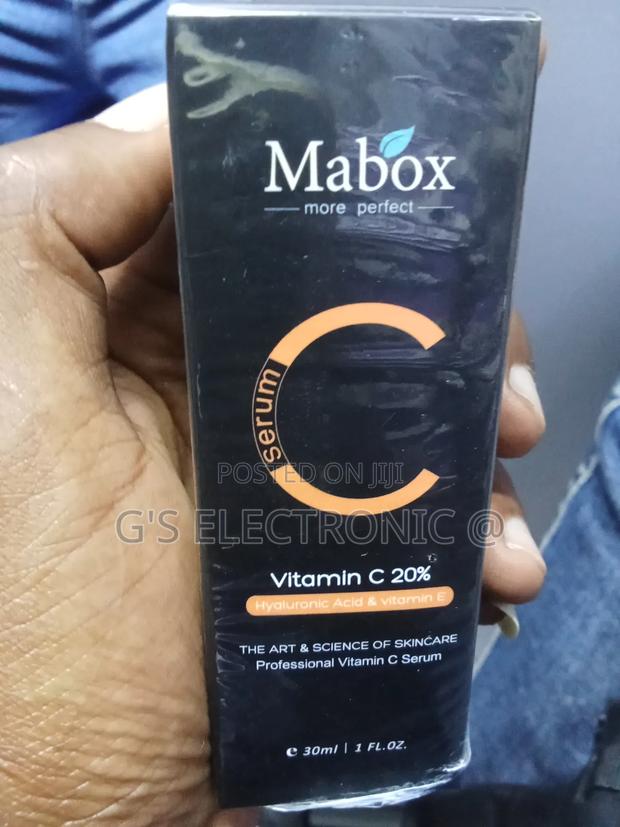 Mabox
more perfect
serum
C
POSTED ON JIJI
G'S ELECTRONIC @
Vitamin C 20%
Hyaluronic Acid & vitamin E
THE ART & SCIENCE OF SKINCARE
Professional Vitamin C Serum
e 30ml | 1 FL.OZ.